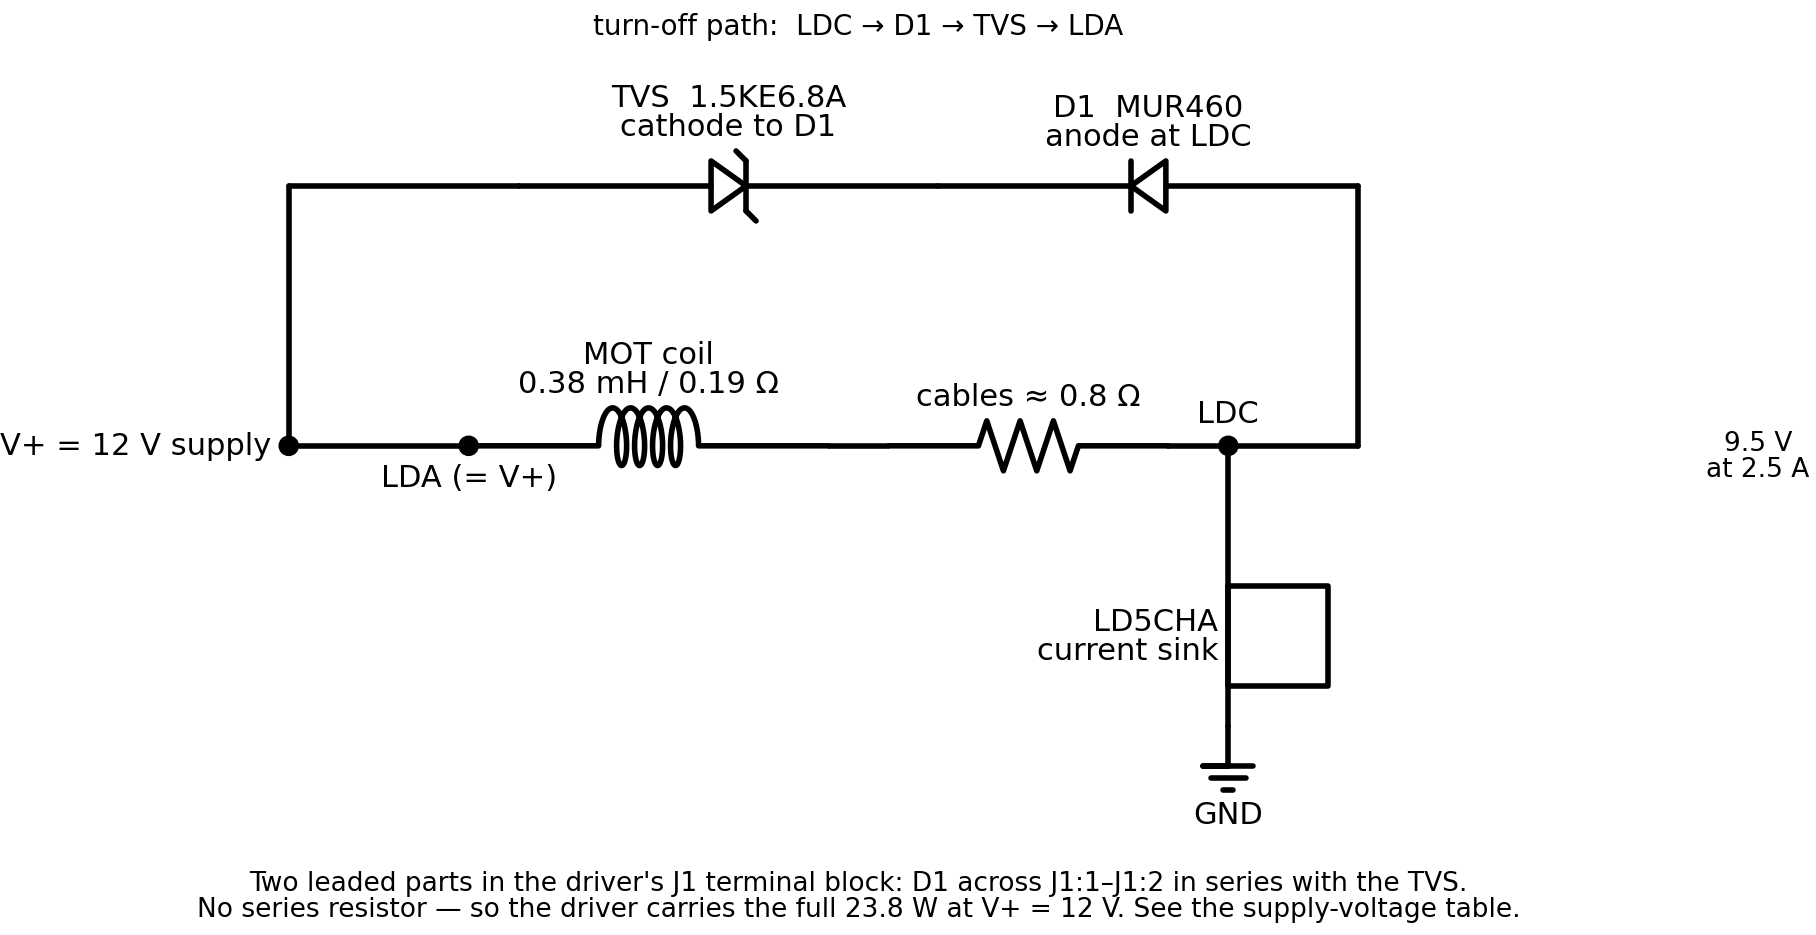 turn-off path:  LDC → D1 → TVS → LDA
TVS  1.5KE6.8A
cathode to D1
D1  MUR460
anode at LDC
MOT coil
0.38 mH / 0.19 Ω
cables ≈ 0.8 Ω
LDC
V+ = 12 V supply
LDA (= V+)
9.5 V
at 2.5 A
LD5CHA
current sink
GND
Two leaded parts in the driver's J1 terminal block: D1 across J1:1–J1:2 in series with the TVS.
No series resistor — so the driver carries the full 23.8 W at V+ = 12 V. See the supply-voltage table.